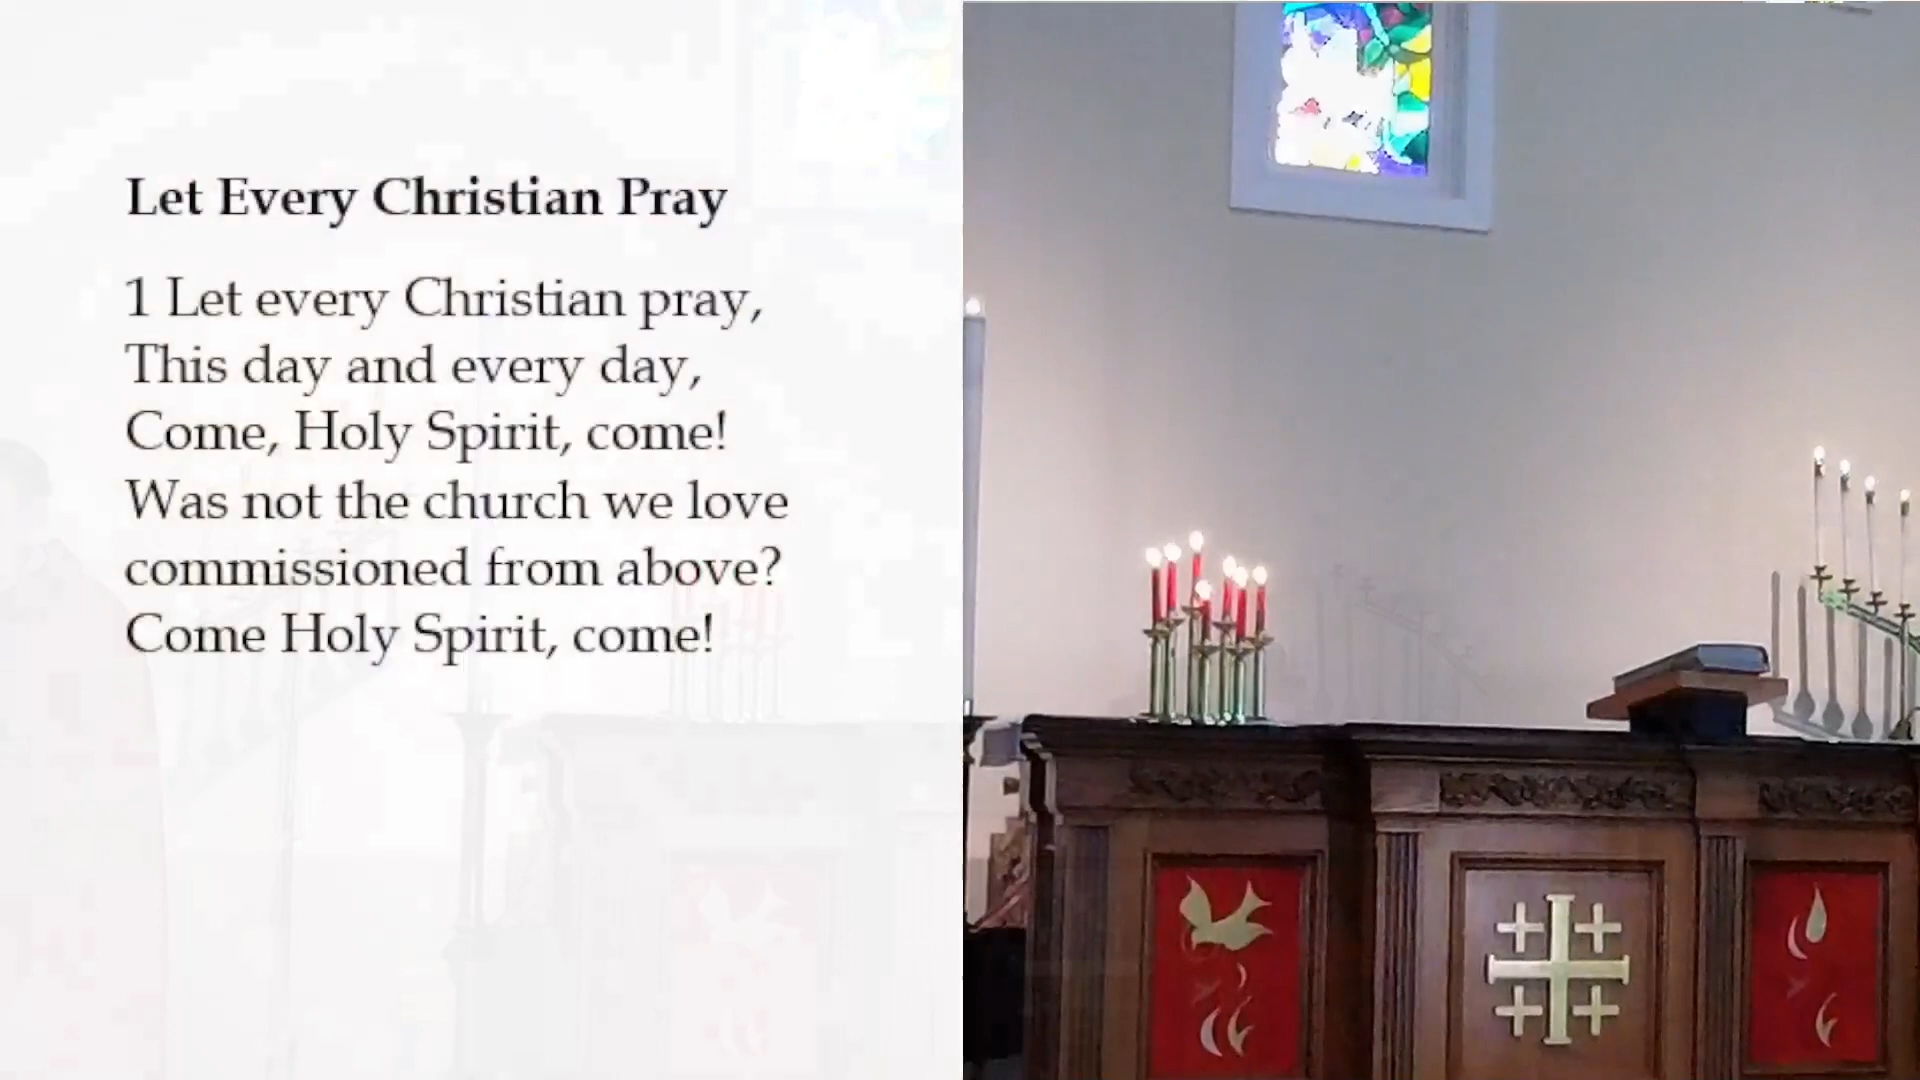 Let Every Christian Pray
1 Let every Christian pray,
This day and every day,
Come, Holy Spirit, come!
Was not the church we love
commissioned from above?
Come Holy Spirit, come!